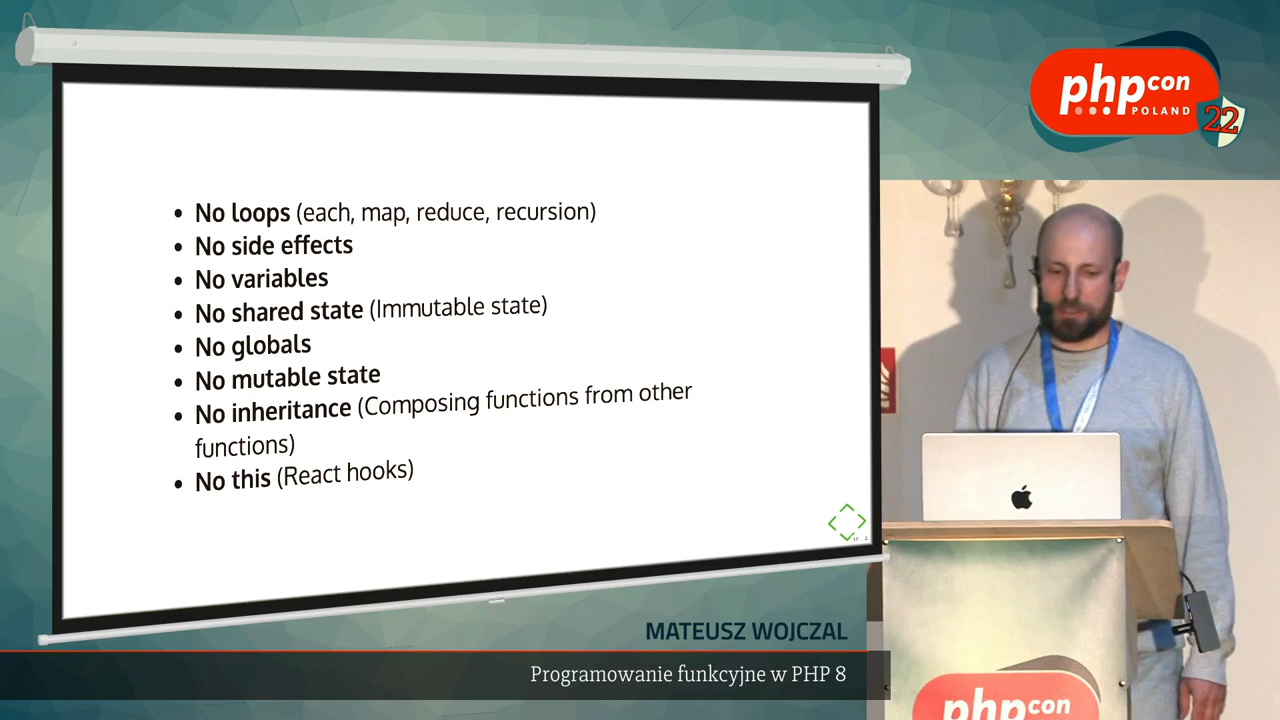 php con
POLAND
22
No loops (each, map, reduce, recursion)
No side effects
No variables
No shared state (Immutable state)
No globals
No mutable state
No inheritance (Composing functions from other
functions)
No this (React hooks)
MATEUSZ WOJCZAL
Programowanie funkcyjne w PHP 8
php con